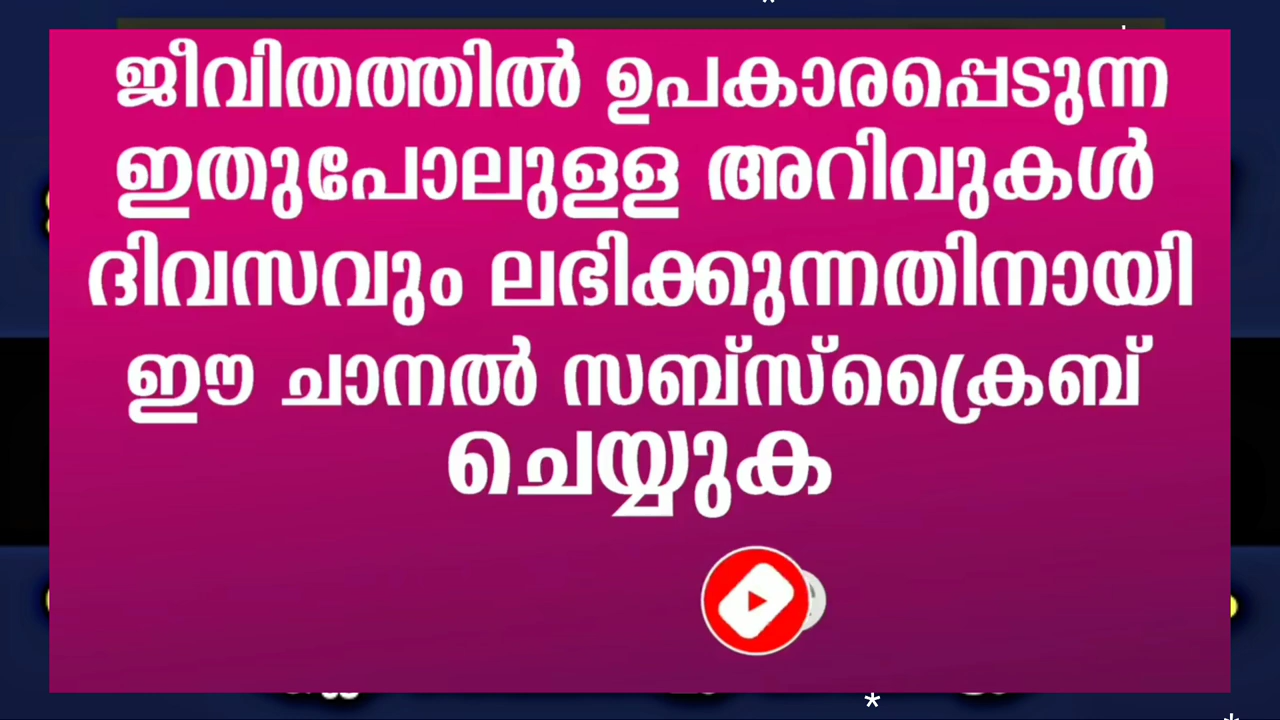 ജീവിതത്തിൽ ഉപകാരപ്പെടുന്ന
ഇതുപോലുള്ള അറിവുകൾ
ദിവസവും ലഭിക്കുന്നതിനായി
ഈ ചാനൽ സബ്സ്ക്രൈബ്
ചെയ്യുക